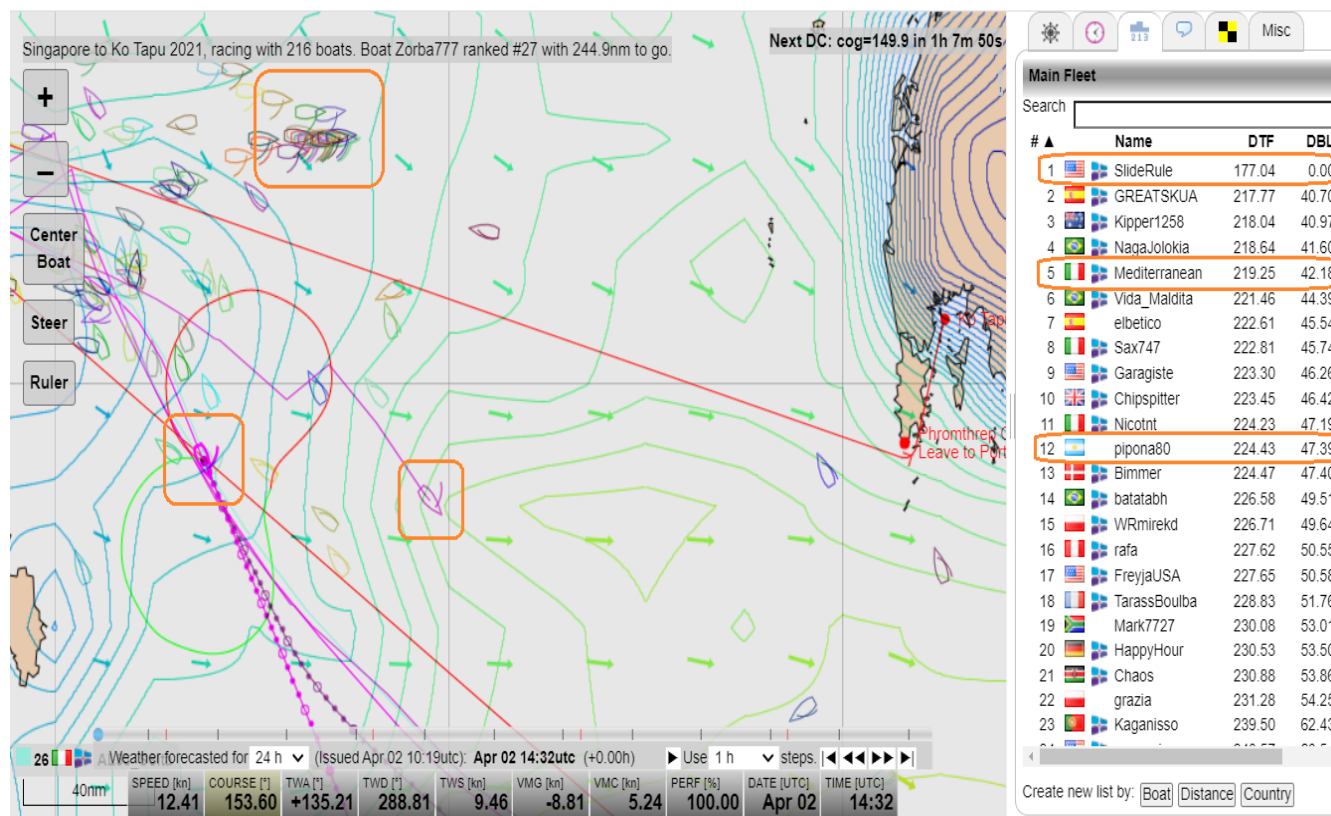 Singapore to Ko Tapu 2021, racing with 216 boats. Boat Zorba777 ranked #27 with 244.9nm to go.
Next DC: cog=149.9 in 1h 7m 50s
+
−
Center
Boat
Steer
Ruler
Phromthrep
Leave to Port
26
Weather forecasted for 24 h (Issued Apr 02 10:19utc): Apr 02 14:32utc (+0.00h) Use 1 h steps.
40nm
SPEED [kn] COURSE [°] TWA [°] TWD [°] TWS [kn] VMG [kn] VMC [kn] PERF [%] DATE [UTC] TIME [UTC]
12.41 153.60 +135.21 288.81 9.46 -8.81 5.24 100.00 Apr 02 14:32
213 Misc
Main Fleet
Search
# ▲ Name DTF DBL
1 SlideRule 177.04 0.00
2 GREATSKUA 217.77 40.70
3 Kipper1258 218.04 40.97
4 NagaJolokia 218.64 41.60
5 Mediterranean 219.25 42.18
6 Vida_Maldita 221.46 44.39
7 elbetico 222.61 45.54
8 Sax747 222.81 45.74
9 Garagiste 223.30 46.26
10 Chipspitter 223.45 46.42
11 Nicotnt 224.23 47.19
12 pipona80 224.43 47.39
13 Bimmer 224.47 47.40
14 batatabh 226.58 49.51
15 WRmirekd 226.71 49.64
16 rafa 227.62 50.55
17 FreyjaUSA 227.65 50.58
18 TarassBoulba 228.83 51.76
19 Mark7727 230.08 53.01
20 HappyHour 230.53 53.50
21 Chaos 230.88 53.86
22 grazia 231.28 54.25
23 Kaganisso 239.50 62.43
Create new list by: Boat Distance Country